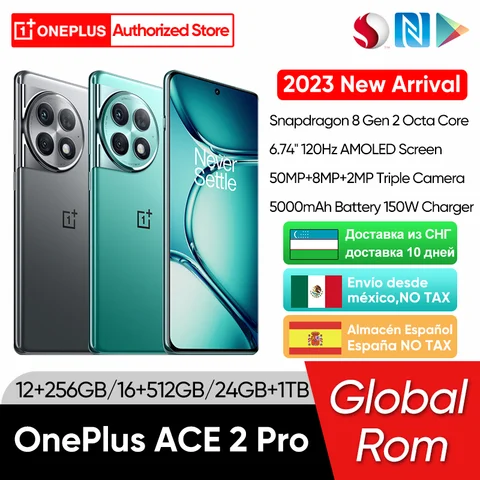 1+ ONEPLUS Authorized Store
2023 New Arrival
Snapdragon 8 Gen 2 Octa Core
6.74" 120Hz AMOLED Screen
50MP+8MP+2MP Triple Camera
5000mAh Battery 150W Charger
Доставка из СНГ
доставка 10 дней
Envío desde
méxico,NO TAX
Almacén Español
España NO TAX
Never
Settle
12+256GB/16+512GB/24GB+1TB
OnePlus ACE 2 Pro
Global
Rom